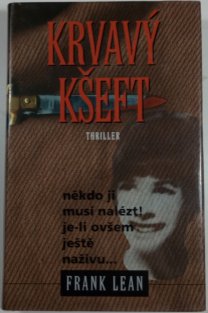 KRVAVÝ
KŠEFT
THRILLER
někdo ji
musí nalézt!
je-li ovšem
ještě
naživu...
FRANK LEAN